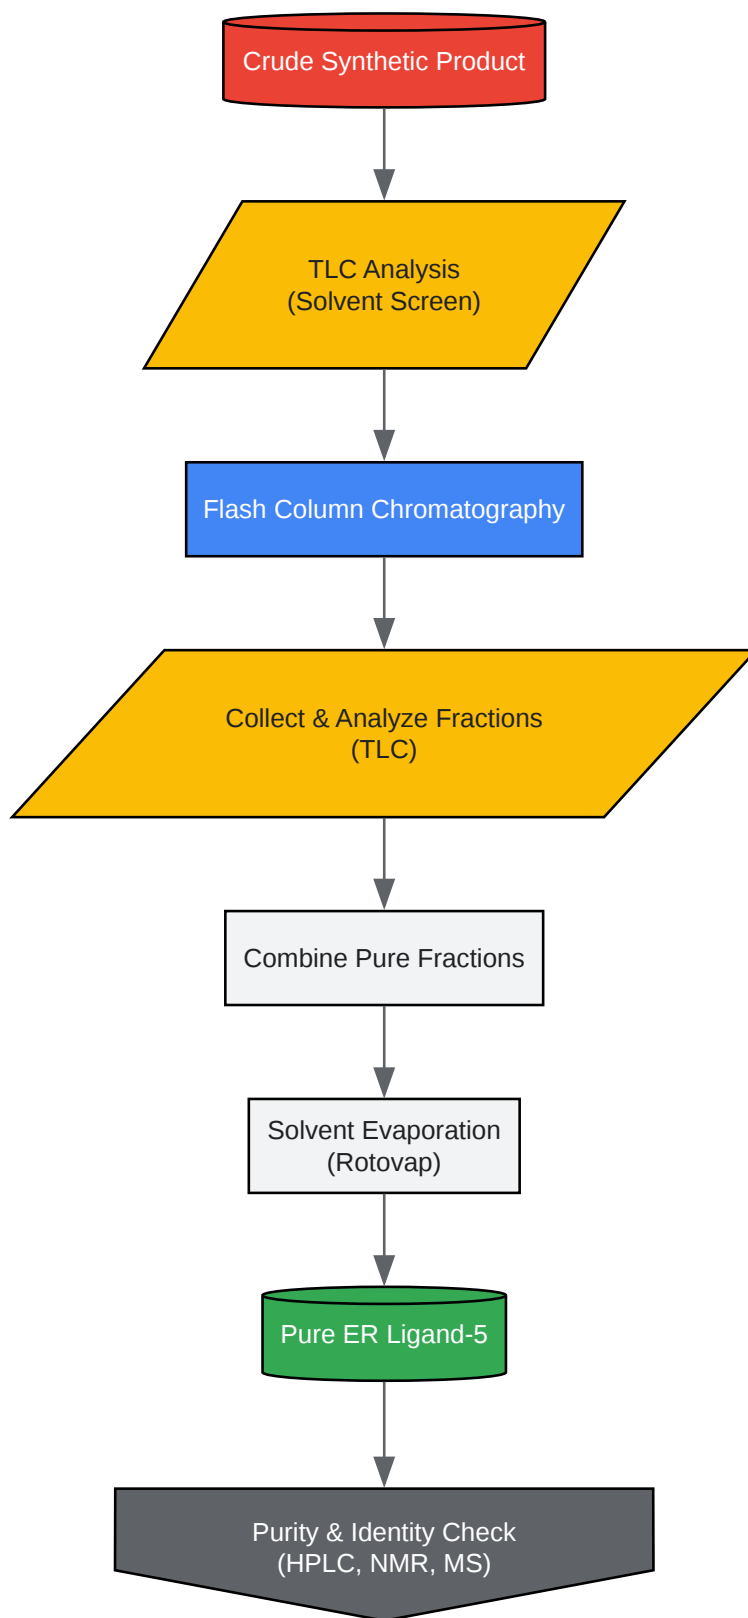 Crude Synthetic Product
TLC Analysis
(Solvent Screen)
Flash Column Chromatography
Collect & Analyze Fractions
(TLC)
Combine Pure Fractions
Solvent Evaporation
(Rotovap)
Pure ER Ligand-5
Purity & Identity Check
(HPLC, NMR, MS)